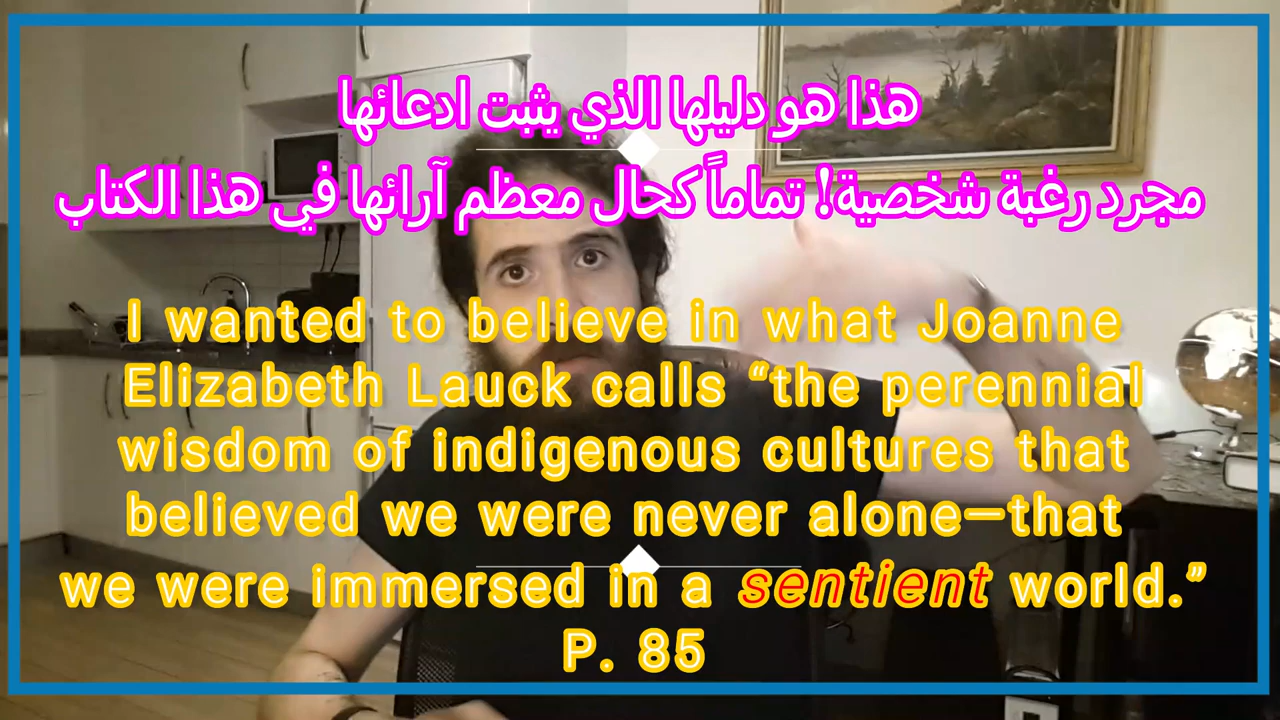 هذا هو دليلها الذي يثبت ادعائها
مجرد رغبة شخصية! تماماً كحال معظم آرائها في هذا الكتاب
I wanted to believe in what Joanne
Elizabeth Lauck calls “the perennial
wisdom of indigenous cultures that
believed we were never alone—that
we were immersed in a sentient world.”
P. 85